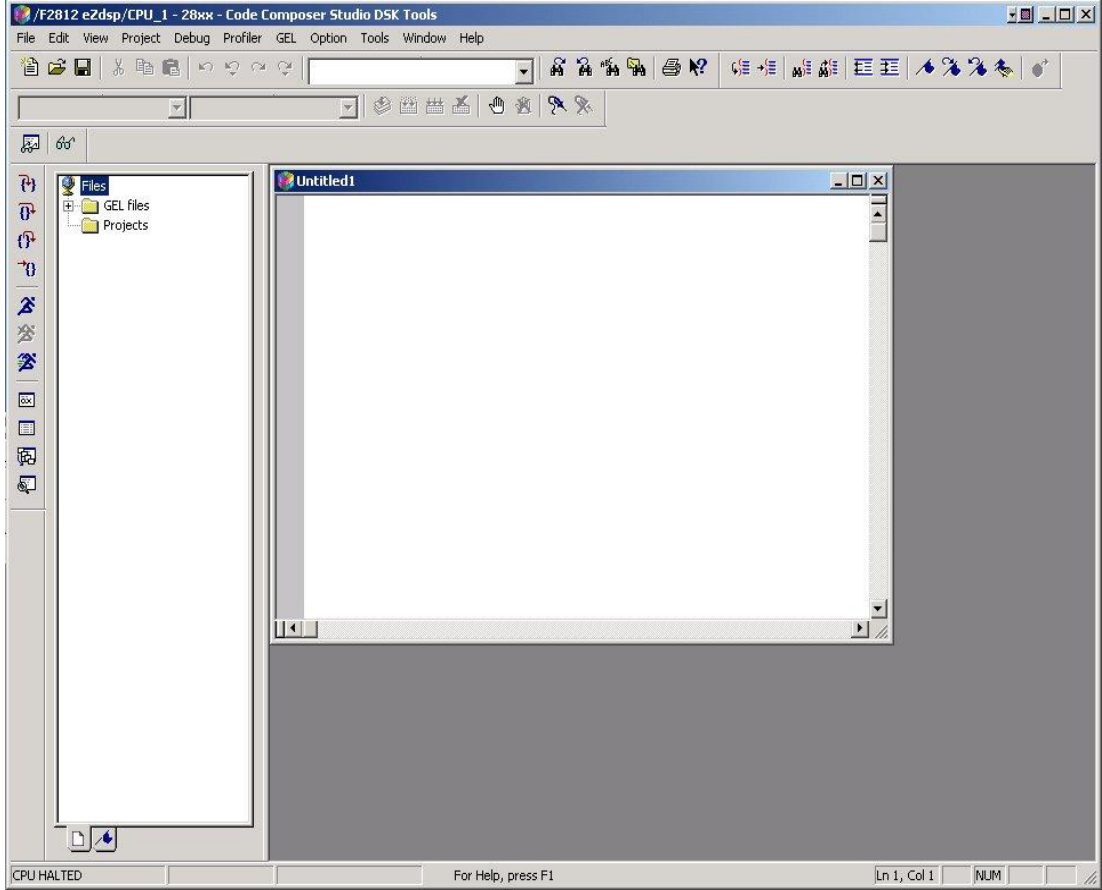 /F2812 eZdsp/CPU_1 - 28xx - Code Composer Studio DSK Tools
File Edit View Project Debug Profiler GEL Option Tools Window Help
Files
GEL files
Projects
Untitled1
CPU HALTED
For Help, press F1
Ln 1, Col 1
NUM